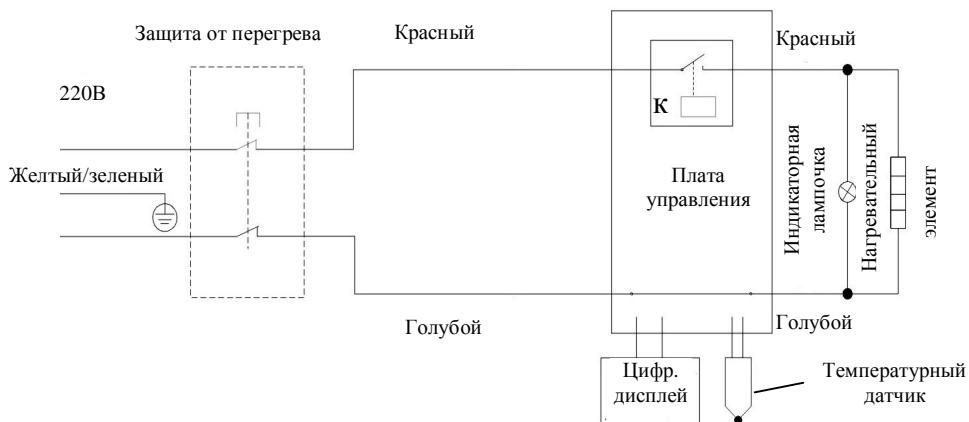 Защита от перегрева
Красный
Красный
220В
К
Желтый/зеленый
Плата
управления
Индикаторная
лампочка
Нагревательный
элемент
Голубой
Голубой
Цифр.
дисплей
Температурный
датчик